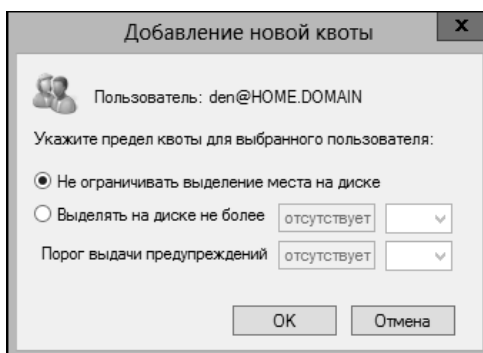 Добавление новой квоты
x
Пользователь: den@HOME.DOMAIN
Укажите предел квоты для выбранного пользователя:
Не ограничивать выделение места на диске
Выделять на диске не более отсутствует
Порог выдачи предупреждений отсутствует
OK Отмена